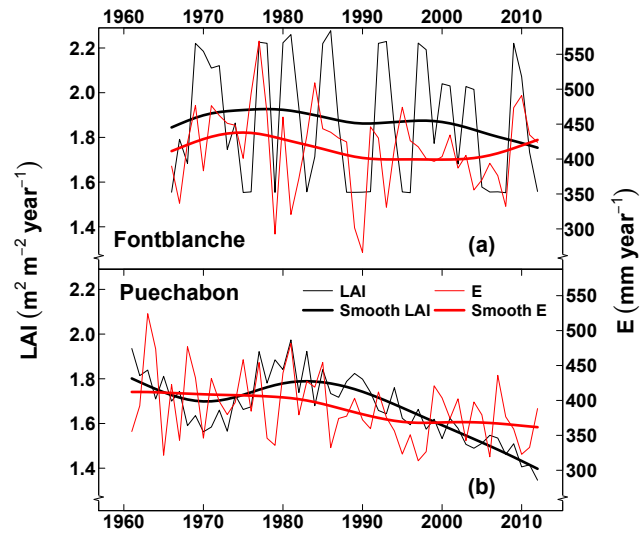 1960 1970 1980 1990 2000 2010
2.2
2.0
1.8
1.6
1.4
550
500
450
400
350
300
Fontblanche
(a)
LAI (m² m⁻² year⁻¹)
E (mm year⁻¹)
Puechabon
LAI E
Smooth LAI Smooth E
2.2
2.0
1.8
1.6
1.4
550
500
450
400
350
300
(b)
1960 1970 1980 1990 2000 2010